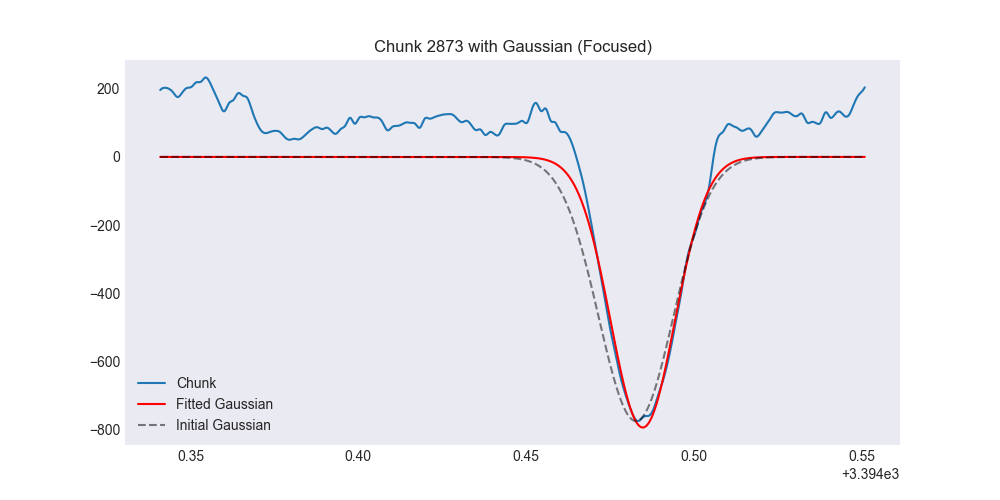 Chunk 2873 with Gaussian (Focused)
200
0
−200
−400
−600
−800
Chunk
Fitted Gaussian
Initial Gaussian
0.35 0.40 0.45 0.50 0.55
+3.394e3